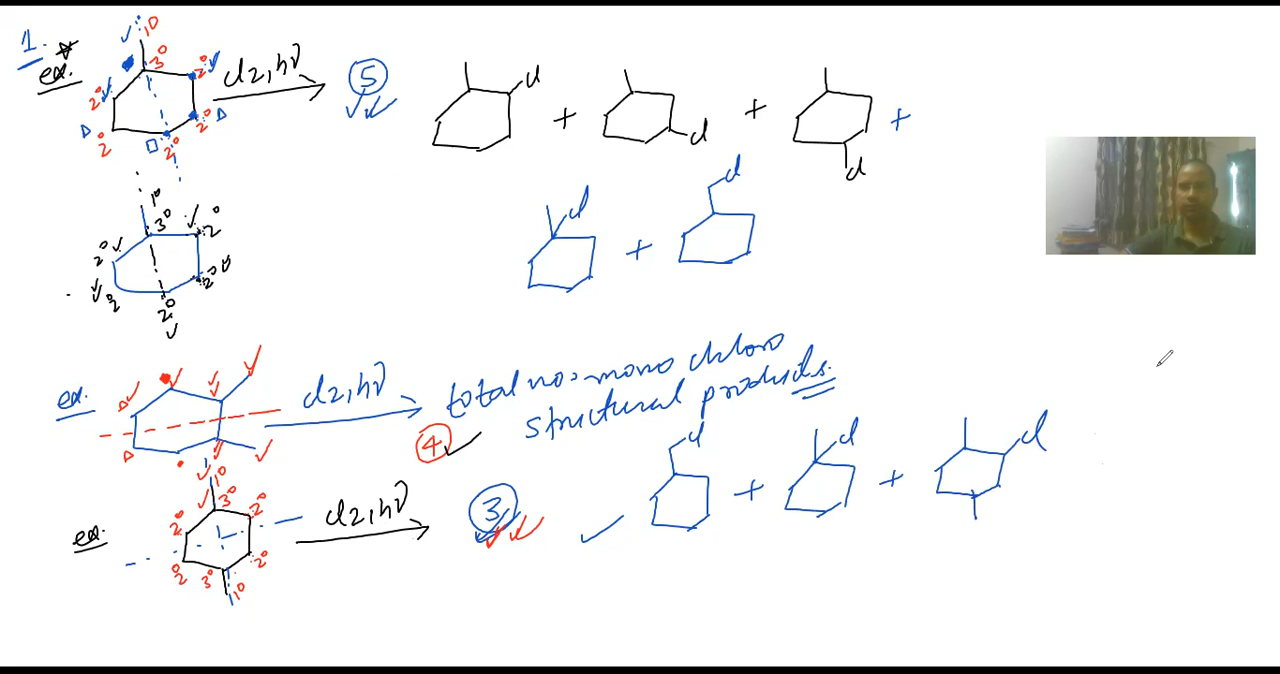 1.
ex.
1°
3°
2°
2°
2°
2°
2°
cl2, hν
5
cl
+
cl
+
cl
+
1°
3°
2°
2°
2°
2°
2
cl
+
cl
ex.
cl2, hν
total no = mono chloro
structural products.
4
ex.
1°
3°
2°
2°
2°
2°
3°
1°
cl2, hν
3
cl
+
cl
+
cl